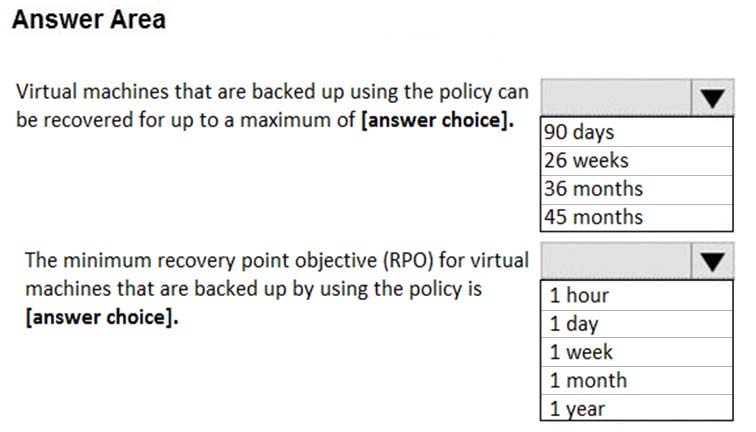 Answer Area
Virtual machines that are backed up using the policy can
be recovered for up to a maximum of [answer choice].
90 days
26 weeks
36 months
45 months
The minimum recovery point objective (RPO) for virtual
machines that are backed up by using the policy is
[answer choice].
1 hour
1 day
1 week
1 month
1 year